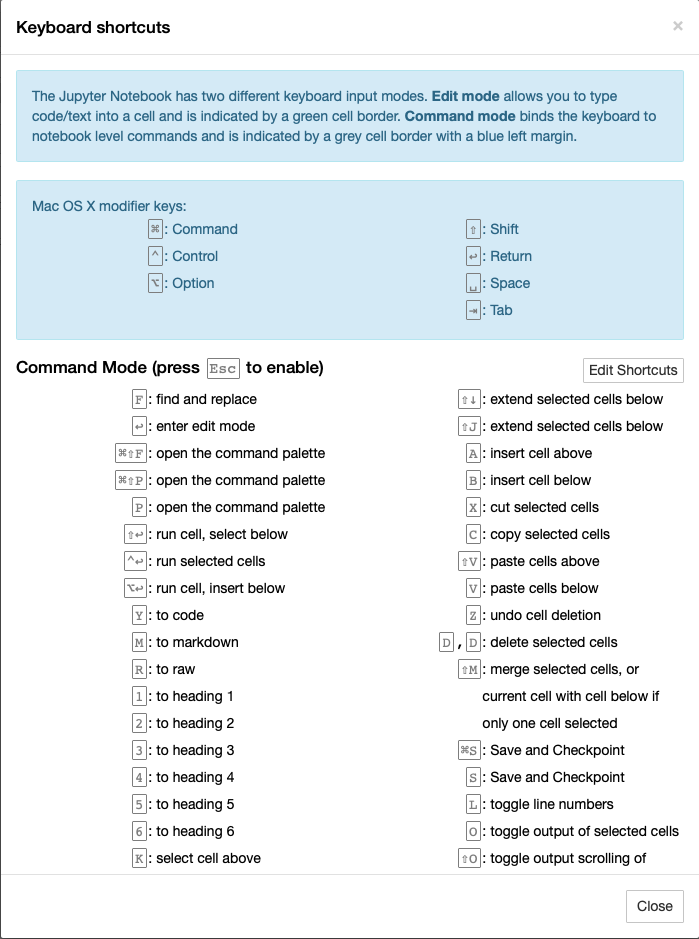 Keyboard shortcuts ×
The Jupyter Notebook has two different keyboard input modes. Edit mode allows you to type
code/text into a cell and is indicated by a green cell border. Command mode binds the keyboard to
notebook level commands and is indicated by a grey cell border with a blue left margin.
Mac OS X modifier keys:
⌘: Command
^: Control
⌥: Option
⇧: Shift
↩: Return
␣: Space
⇥: Tab
Command Mode (press Esc to enable)
Edit Shortcuts
F: find and replace
↩: enter edit mode
⌘⇧F: open the command palette
⌘⇧P: open the command palette
P: open the command palette
⇧↩: run cell, select below
^↩: run selected cells
⌥↩: run cell, insert below
Y: to code
M: to markdown
R: to raw
1: to heading 1
2: to heading 2
3: to heading 3
4: to heading 4
5: to heading 5
6: to heading 6
K: select cell above
⇧↓: extend selected cells below
⇧J: extend selected cells below
A: insert cell above
B: insert cell below
X: cut selected cells
C: copy selected cells
⇧V: paste cells above
V: paste cells below
Z: undo cell deletion
D, D: delete selected cells
⇧M: merge selected cells, or
current cell with cell below if
only one cell selected
⌘S: Save and Checkpoint
S: Save and Checkpoint
L: toggle line numbers
O: toggle output of selected cells
⇧O: toggle output scrolling of
Close